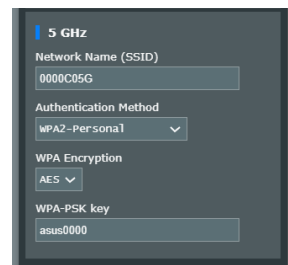 5 GHz
Network Name (SSID)
0000C05G
Authentication Method
WPA2-Personal
WPA Encryption
AES
WPA-PSK key
asus0000